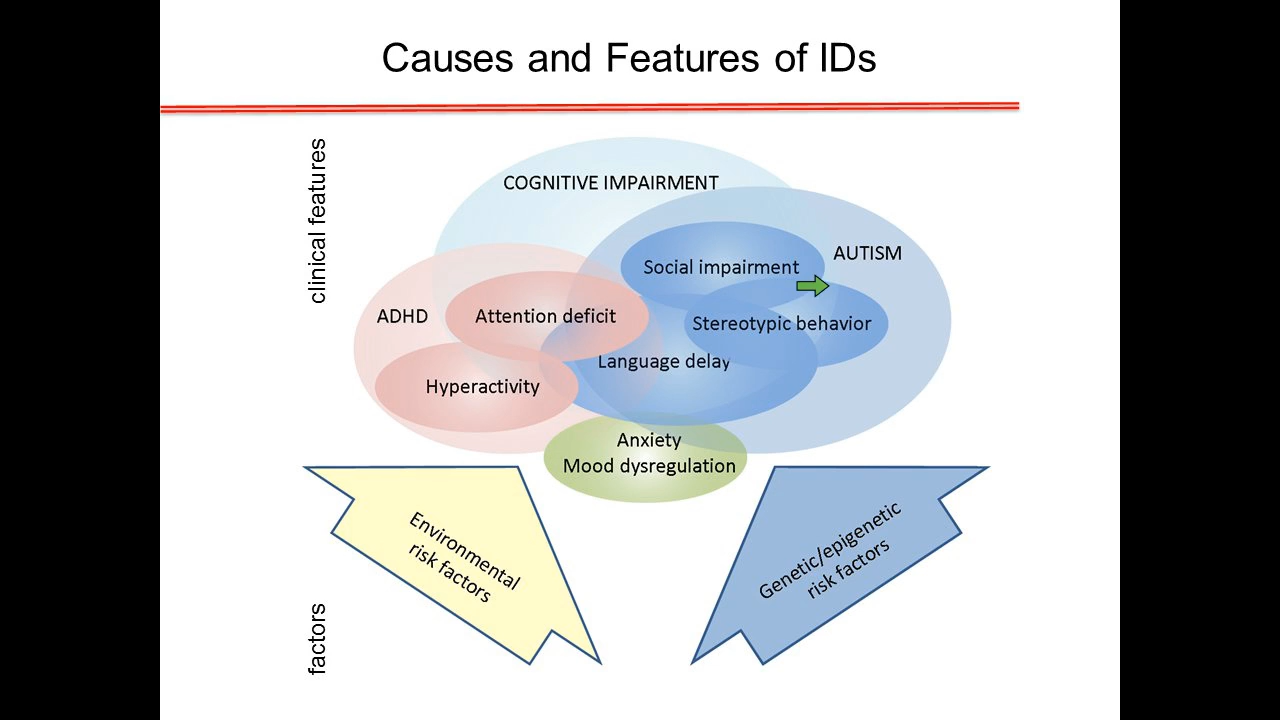 Causes and Features of IDs
clinical features
COGNITIVE IMPAIRMENT
AUTISM
Social impairment
ADHD
Attention deficit
Stereotypic behavior
Language delay
Hyperactivity
Anxiety
Mood dysregulation
Environmental
risk factors
Genetic/epigenetic
risk factors
factors